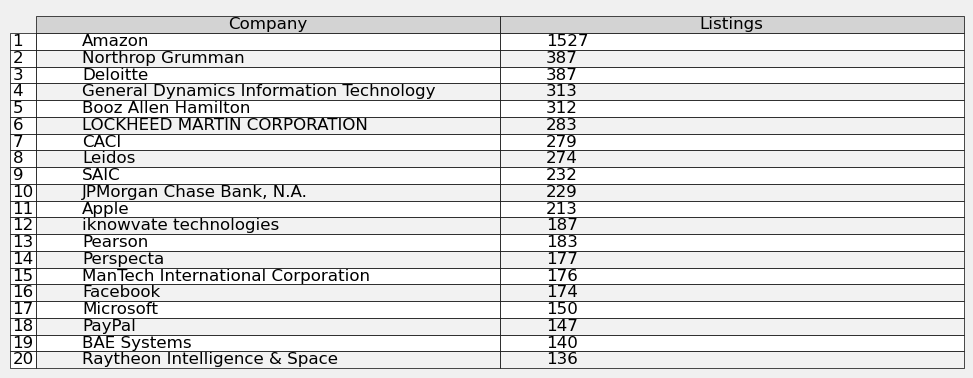 Company Listings
1 Amazon 1527
2 Northrop Grumman 387
3 Deloitte 387
4 General Dynamics Information Technology 313
5 Booz Allen Hamilton 312
6 LOCKHEED MARTIN CORPORATION 283
7 CACI 279
8 Leidos 274
9 SAIC 232
10 JPMorgan Chase Bank, N.A. 229
11 Apple 213
12 iknowvate technologies 187
13 Pearson 183
14 Perspecta 177
15 ManTech International Corporation 176
16 Facebook 174
17 Microsoft 150
18 PayPal 147
19 BAE Systems 140
20 Raytheon Intelligence & Space 136